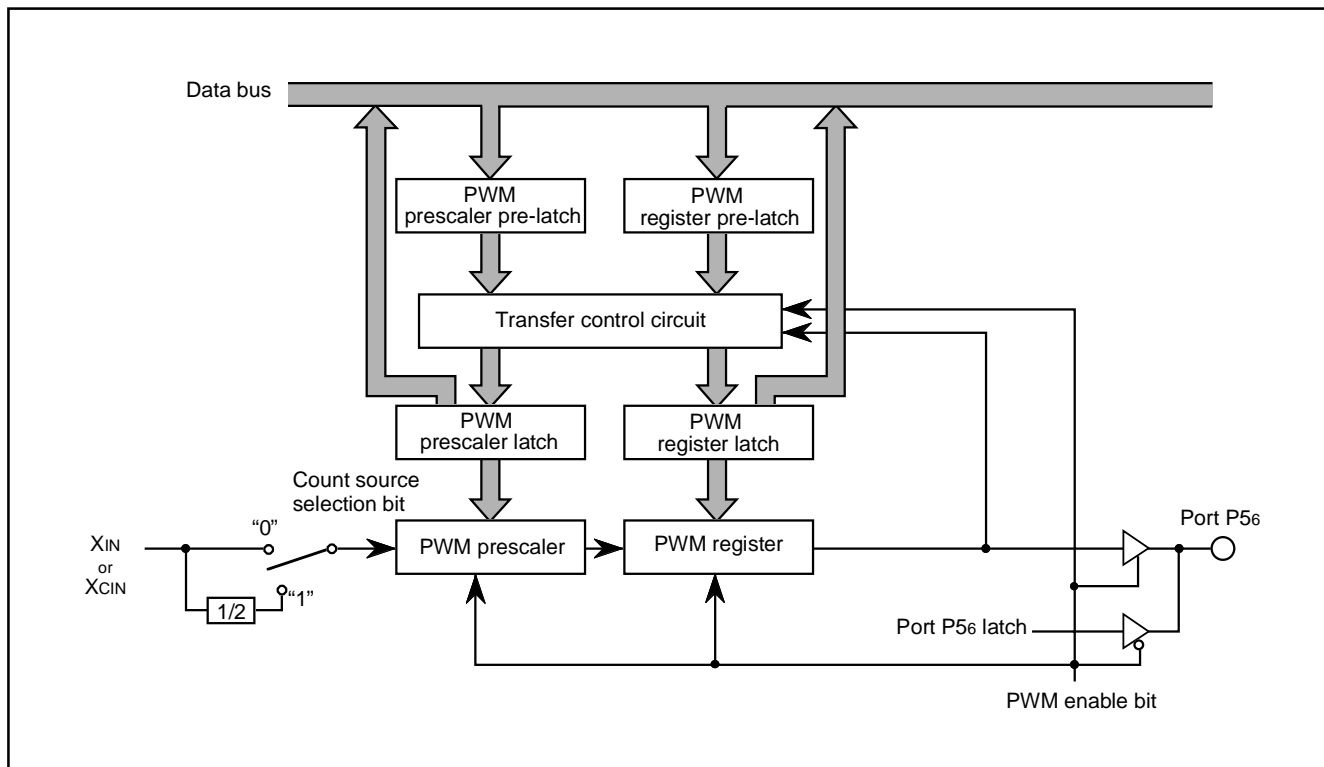 Data bus
PWM
prescaler pre-latch
PWM
register pre-latch
Transfer control circuit
PWM
prescaler latch
PWM
register latch
Count source
selection bit
“0”
XIN
or
XCIN
“1”
1/2
PWM prescaler
PWM register
Port P56
Port P56 latch
PWM enable bit